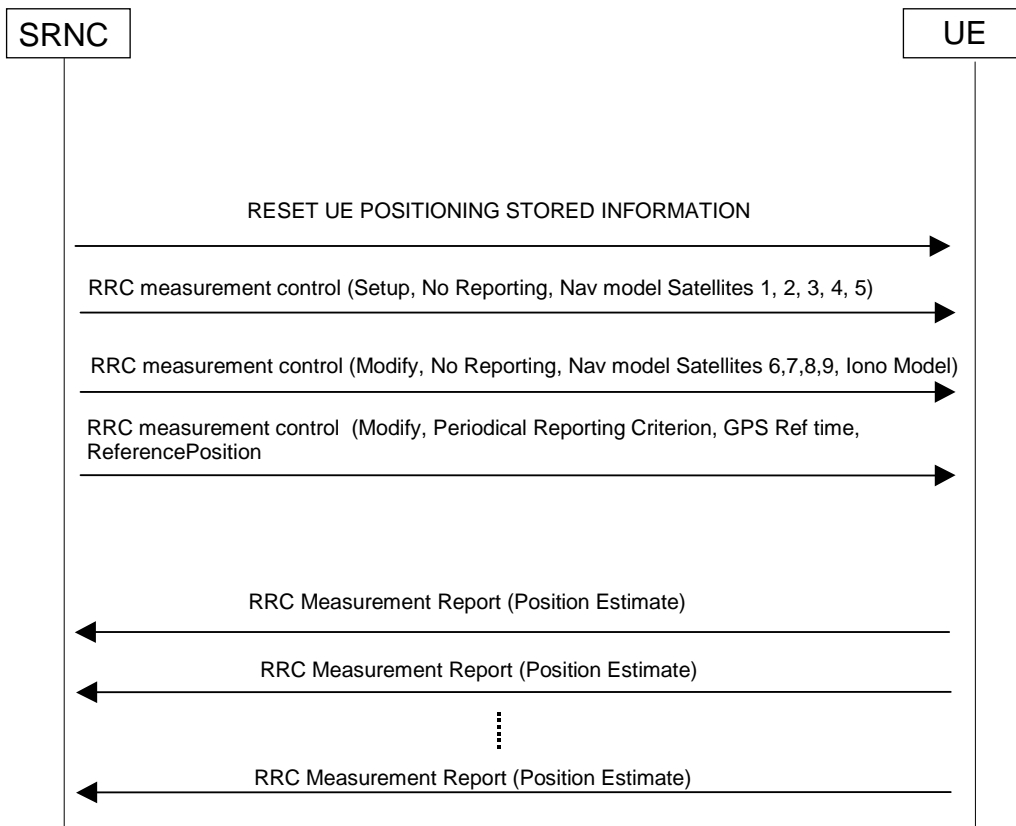 SRNC
UE
RESET UE POSITIONING STORED INFORMATION
RRC measurement control (Setup, No Reporting, Nav model Satellites 1, 2, 3, 4, 5)
RRC measurement control (Modify, No Reporting, Nav model Satellites 6,7,8,9, Iono Model)
RRC measurement control (Modify, Periodical Reporting Criterion, GPS Ref time,
ReferencePosition
RRC Measurement Report (Position Estimate)
RRC Measurement Report (Position Estimate)
RRC Measurement Report (Position Estimate)